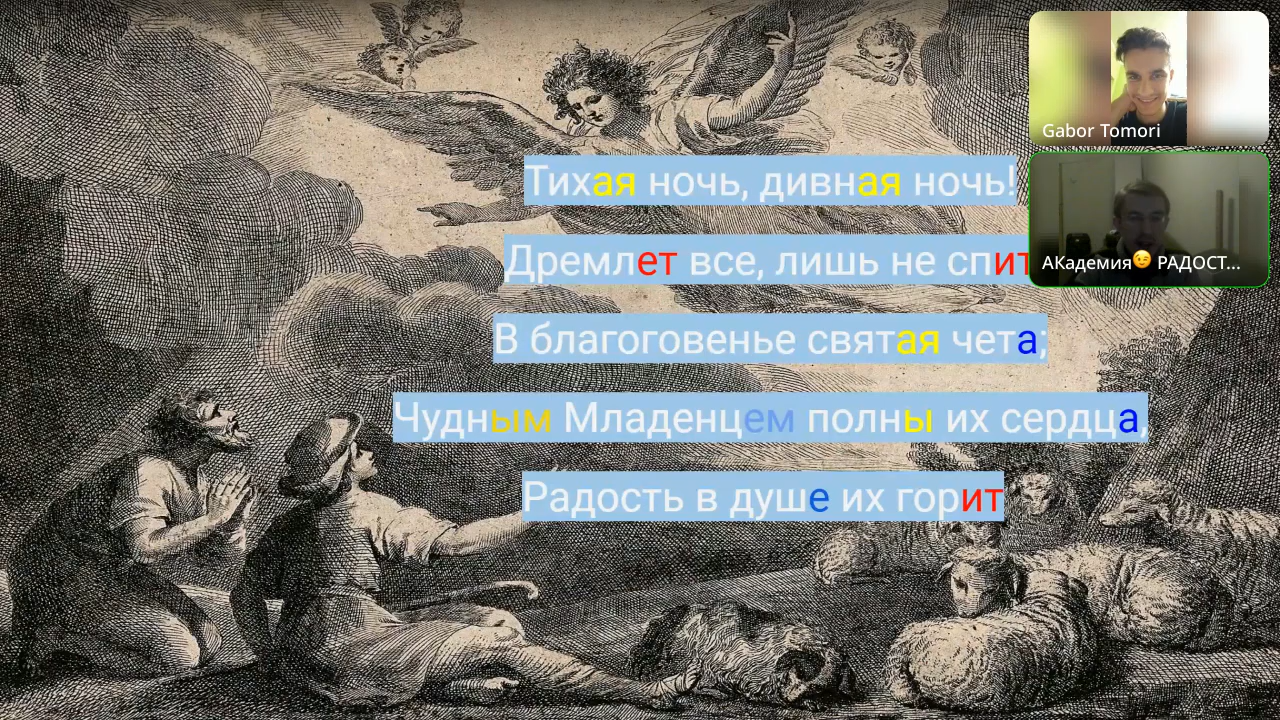 Тихая ночь, дивная ночь!
Дремлет все, лишь не спит
В благоговенье святая чета;
Чудным Младенцем полны их сердца,
Радость в душе их горит
Gabor Tomori
АКадемия😉 РАДОСТ...